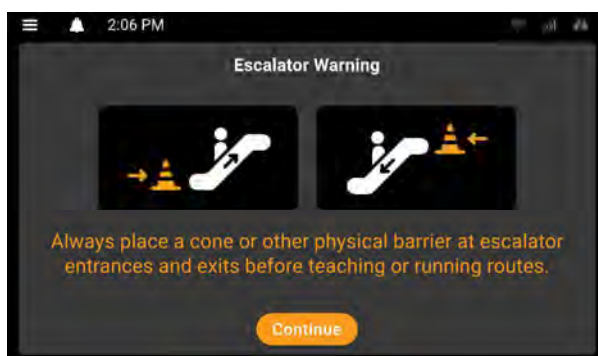 2:06 PM
Escalator Warning
Always place a cone or other physical barrier at escalator
entrances and exits before teaching or running routes.
Continue